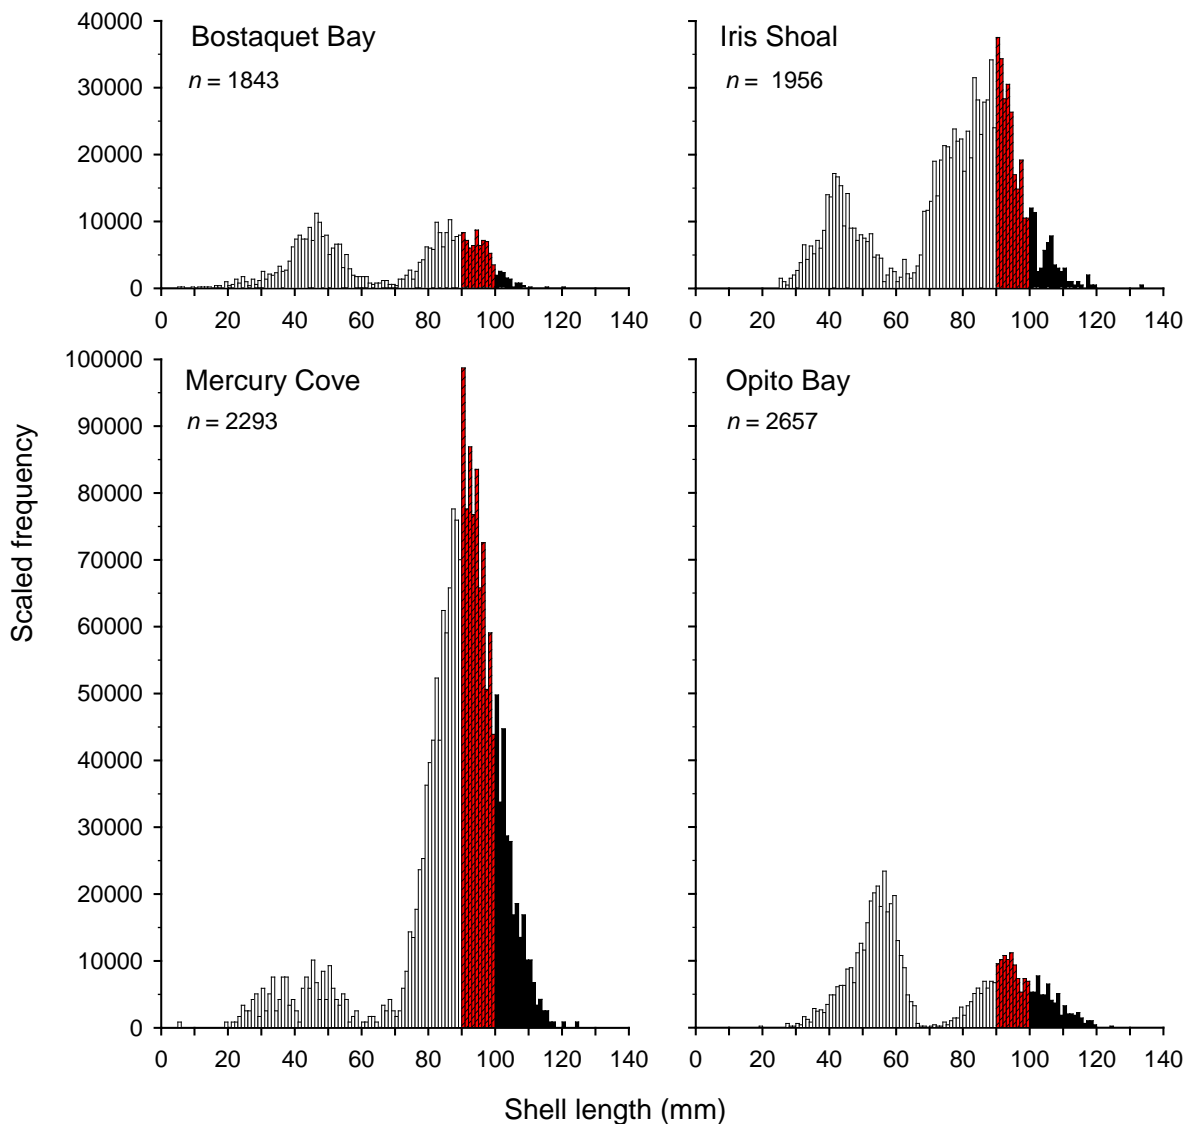 40000
30000
20000
10000
0
Bostaquet Bay
n = 1843
0 20 40 60 80 100 120 140
Iris Shoal
n = 1956
0 20 40 60 80 100 120 140
100000
90000
80000
70000
60000
50000
40000
30000
20000
10000
0
Mercury Cove
n = 2293
0 20 40 60 80 100 120 140
Opito Bay
n = 2657
0 20 40 60 80 100 120 140
Scaled frequency
Shell length (mm)